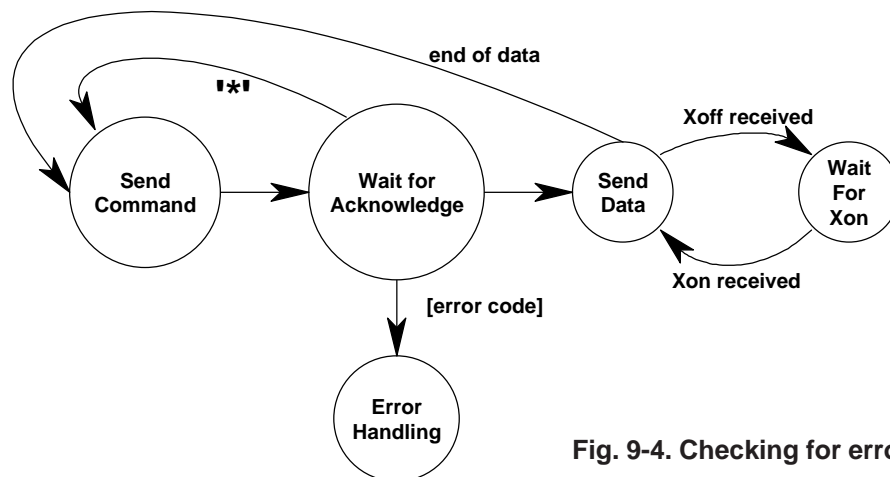 end of data
'*'
Xoff received
Send
Command
Wait for
Acknowledge
Send
Data
Wait
For
Xon
Xon received
[error code]
Error
Handling
Fig. 9-4. Checking for erro